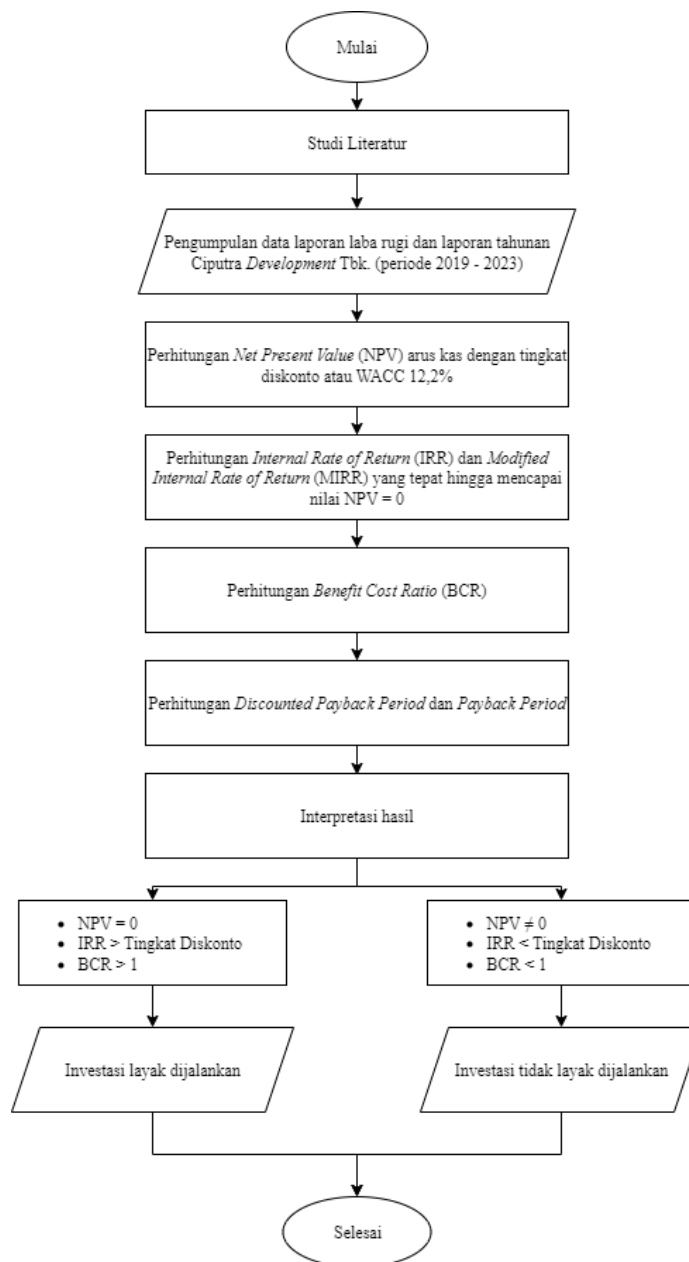 Mulai
Studi Literatur
Pengumpulan data laporan laba rugi dan laporan tahunan
Ciputra Development Tbk. (periode 2019 - 2023)
Perhitungan Net Present Value (NPV) arus kas dengan tingkat
diskonto atau WACC 12,2%
Perhitungan Internal Rate of Return (IRR) dan Modified
Internal Rate of Return (MIRR) yang tepat hingga mencapai
nilai NPV = 0
Perhitungan Benefit Cost Ratio (BCR)
Perhitungan Discounted Payback Period dan Payback Period
Interpretasi hasil
• NPV = 0
• IRR > Tingkat Diskonto
• BCR > 1
• NPV ≠ 0
• IRR < Tingkat Diskonto
• BCR < 1
Investasi layak dijalankan
Investasi tidak layak dijalankan
Selesai